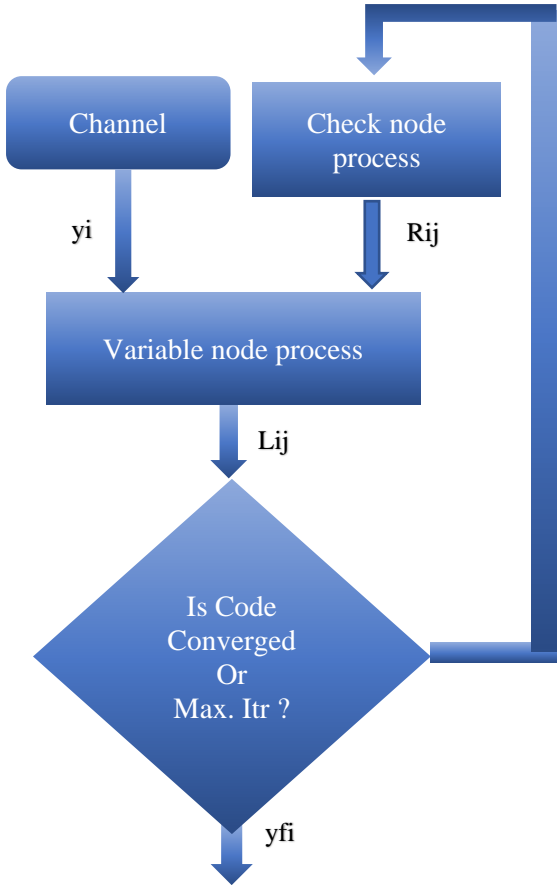 Channel
Check node
process
yi
Rij
Variable node process
Lij
Is Code
Converged
Or
Max. Itr ?
yfi